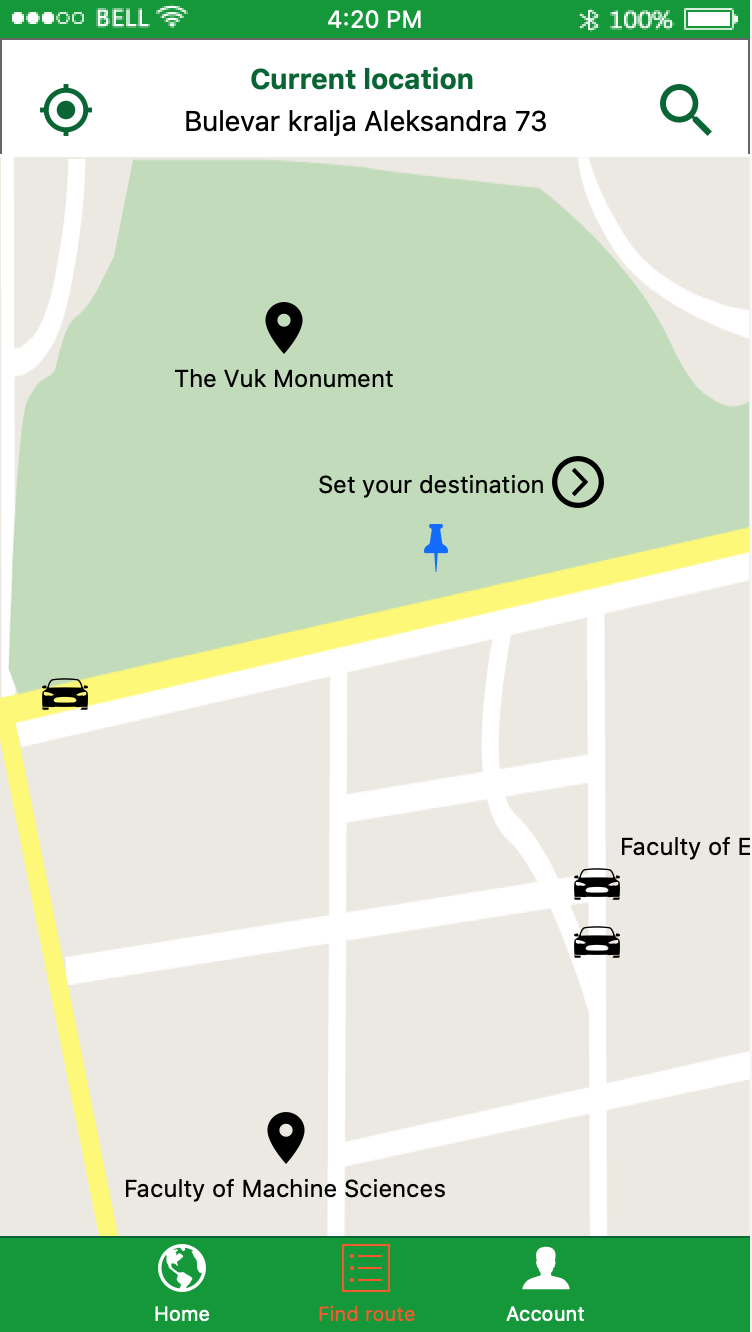 BELL 4:20 PM 100%
Current location
Bulevar kralja Aleksandra 73
The Vuk Monument
Set your destination
Faculty of E
Faculty of Machine Sciences
Home Find route Account